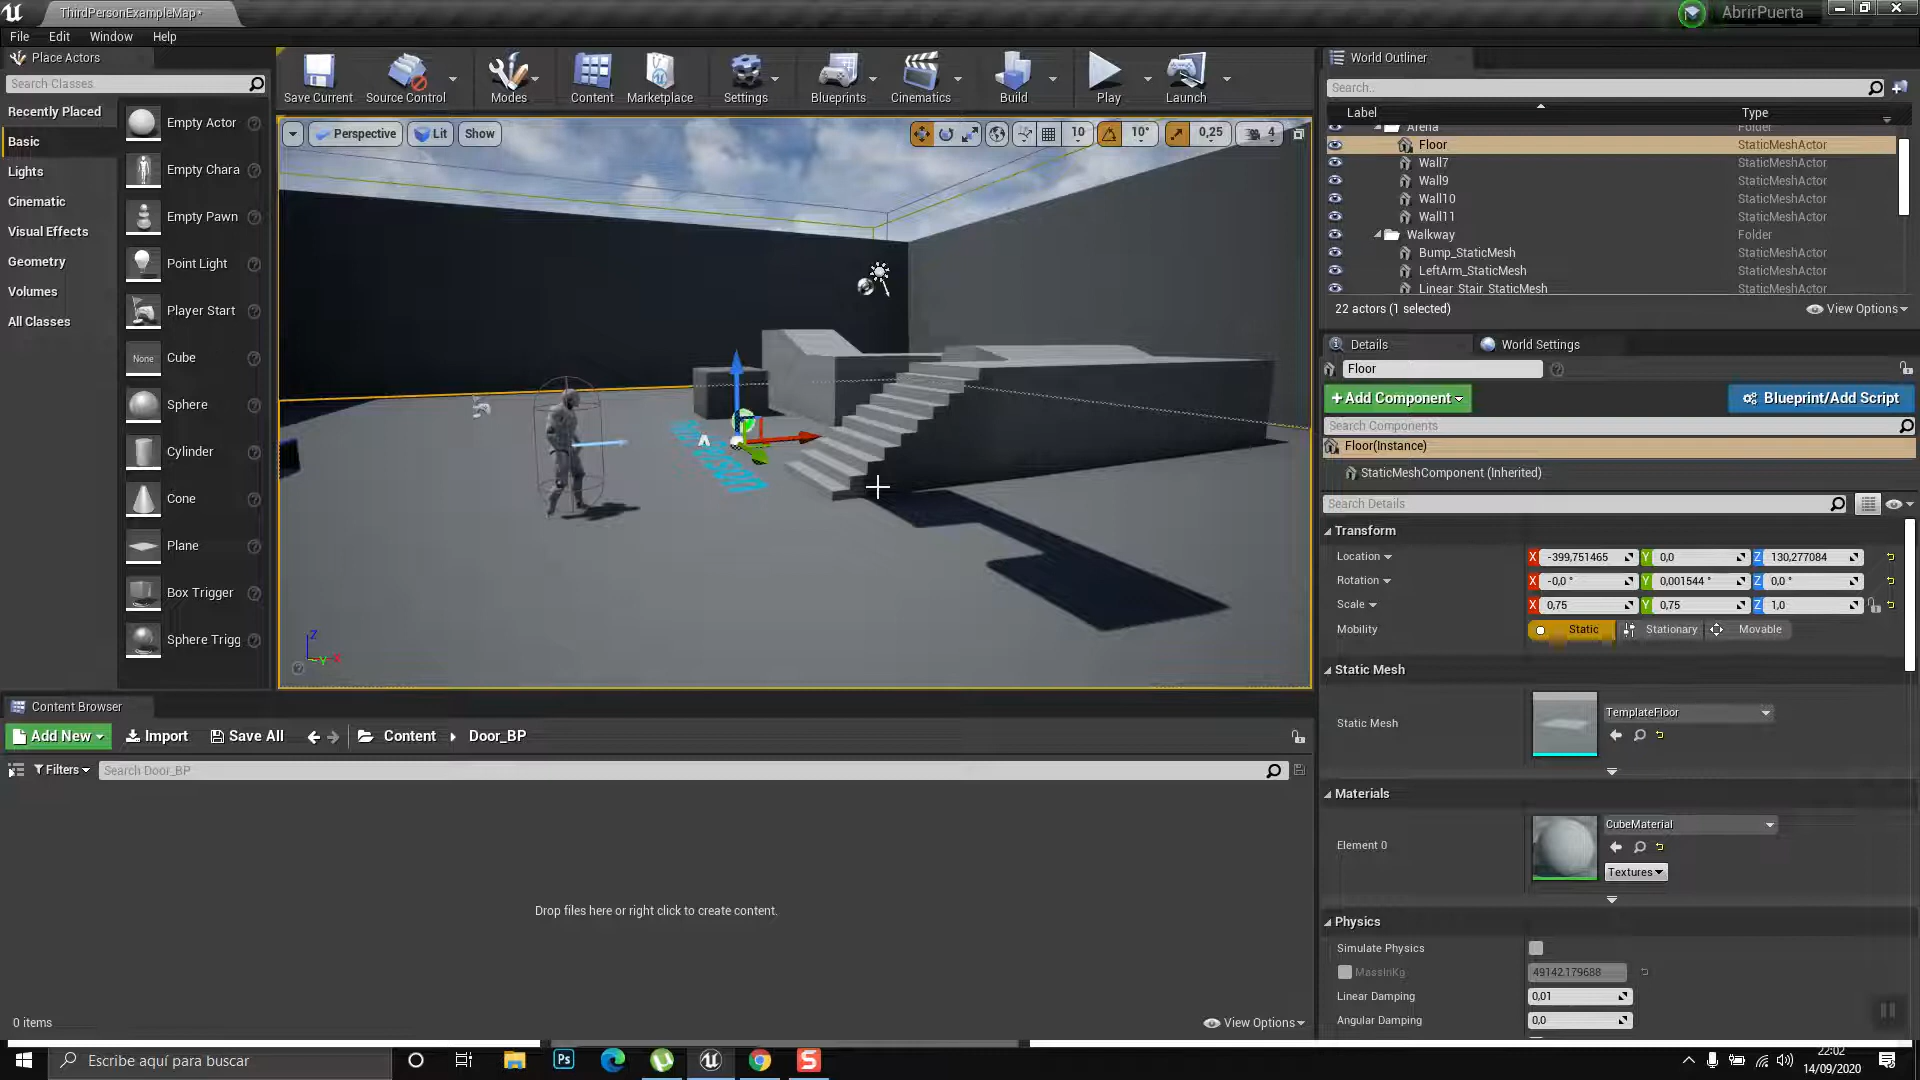 ThirdPersonExampleMap*
AbrirPuerta
File
Edit
Window
Help
Place Actors
Search Classes
Recently Placed
Basic
Lights
Cinematic
Visual Effects
Geometry
Volumes
All Classes
Empty Actor
Empty Chara
Empty Pawn
Point Light
Player Start
None
Cube
Sphere
Cylinder
Cone
Plane
Box Trigger
Sphere Trigg
Save Current
Source Control
Modes
Content
Marketplace
Settings
Blueprints
Cinematics
Build
Play
Launch
Perspective
Lit
Show
10
10°
0,25
4
Z
World Outliner
Search..
Label
Type
Arena
Folder
Floor
StaticMeshActor
Wall7
StaticMeshActor
Wall9
StaticMeshActor
Wall10
StaticMeshActor
Wall11
StaticMeshActor
Walkway
Folder
Bump_StaticMesh
StaticMeshActor
LeftArm_StaticMesh
StaticMeshActor
Linear_Stair_StaticMesh
StaticMeshActor
22 actors (1 selected)
View Options
Details
World Settings
Floor
+Add Component
Blueprint/Add Script
Search Components
Floor(Instance)
StaticMeshComponent (Inherited)
Search Details
Transform
Location
X -399,751465
Y 0,0
Z 130,277084
Rotation
X -0,0 °
Y 0,001544 °
Z 0,0 °
Scale
X 0,75
Y 0,75
Z 1,0
Mobility
Static
Stationary
Movable
Static Mesh
Static Mesh
TemplateFloor
Materials
Element 0
CubeMaterial
Textures
Physics
Simulate Physics
MassInKg
49142.179688
Linear Damping
0,01
Angular Damping
0,0
Content Browser
Add New
Import
Save All
Content
Door_BP
Filters
Search Door_BP
Drop files here or right click to create content.
0 items
View Options
Escribe aquí para buscar
Ps
S
22:02
14/09/2020